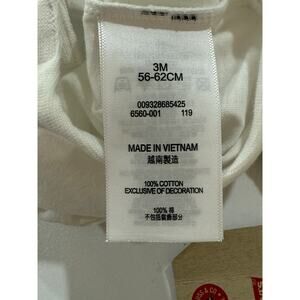 3M
56-62CM
009328685425
6560-001 119
MADE IN VIETNAM
越南製造
100% COTTON
EXCLUSIVE OF DECORATION
100% 棉
不包括裝飾部分